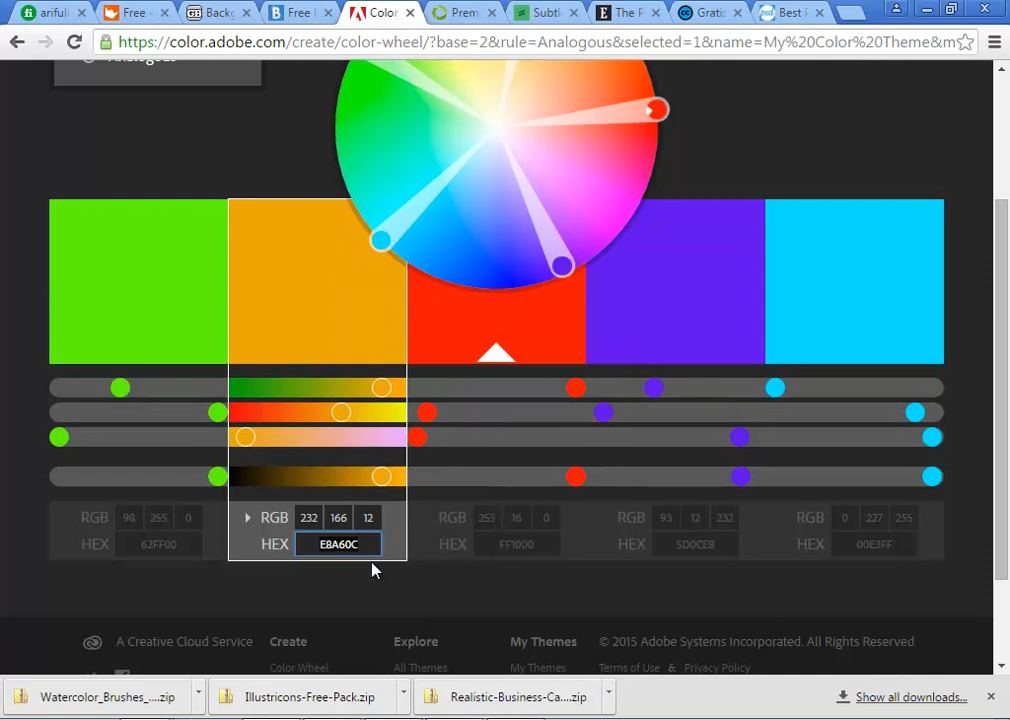 arifuli
Free
Backg
Free l
Color
Prem
Subtl
The P
Gratis
Best F
https://color.adobe.com/create/color-wheel/?base=2&rule=Analogous&selected=1&name=My%20Color%20Theme&m
Analogous
RGB 98 255 0
HEX 62FF00
RGB 232 166 12
HEX E8A60C
RGB 255 16 0
HEX FF1000
RGB 93 12 232
HEX 5D0CE8
RGB 0 227 255
HEX 00E3FF
A Creative Cloud Service
Create
Color Wheel
Explore
All Themes
My Themes
My Themes
© 2015 Adobe Systems Incorporated. All Rights Reserved.
Terms of Use & Privacy Policy
Watercolor_Brushes_....zip
Illustricons-Free-Pack.zip
Realistic-Business-Ca....zip
Show all downloads...